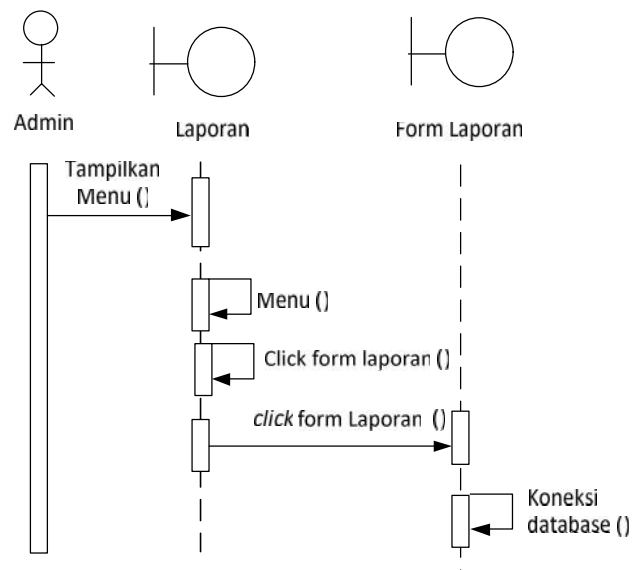 Admin
Laporan
Form Laporan
Tampilkan
Menu ()
Menu ()
Click form laporan ()
click form Laporan ()
Koneksi
database ()